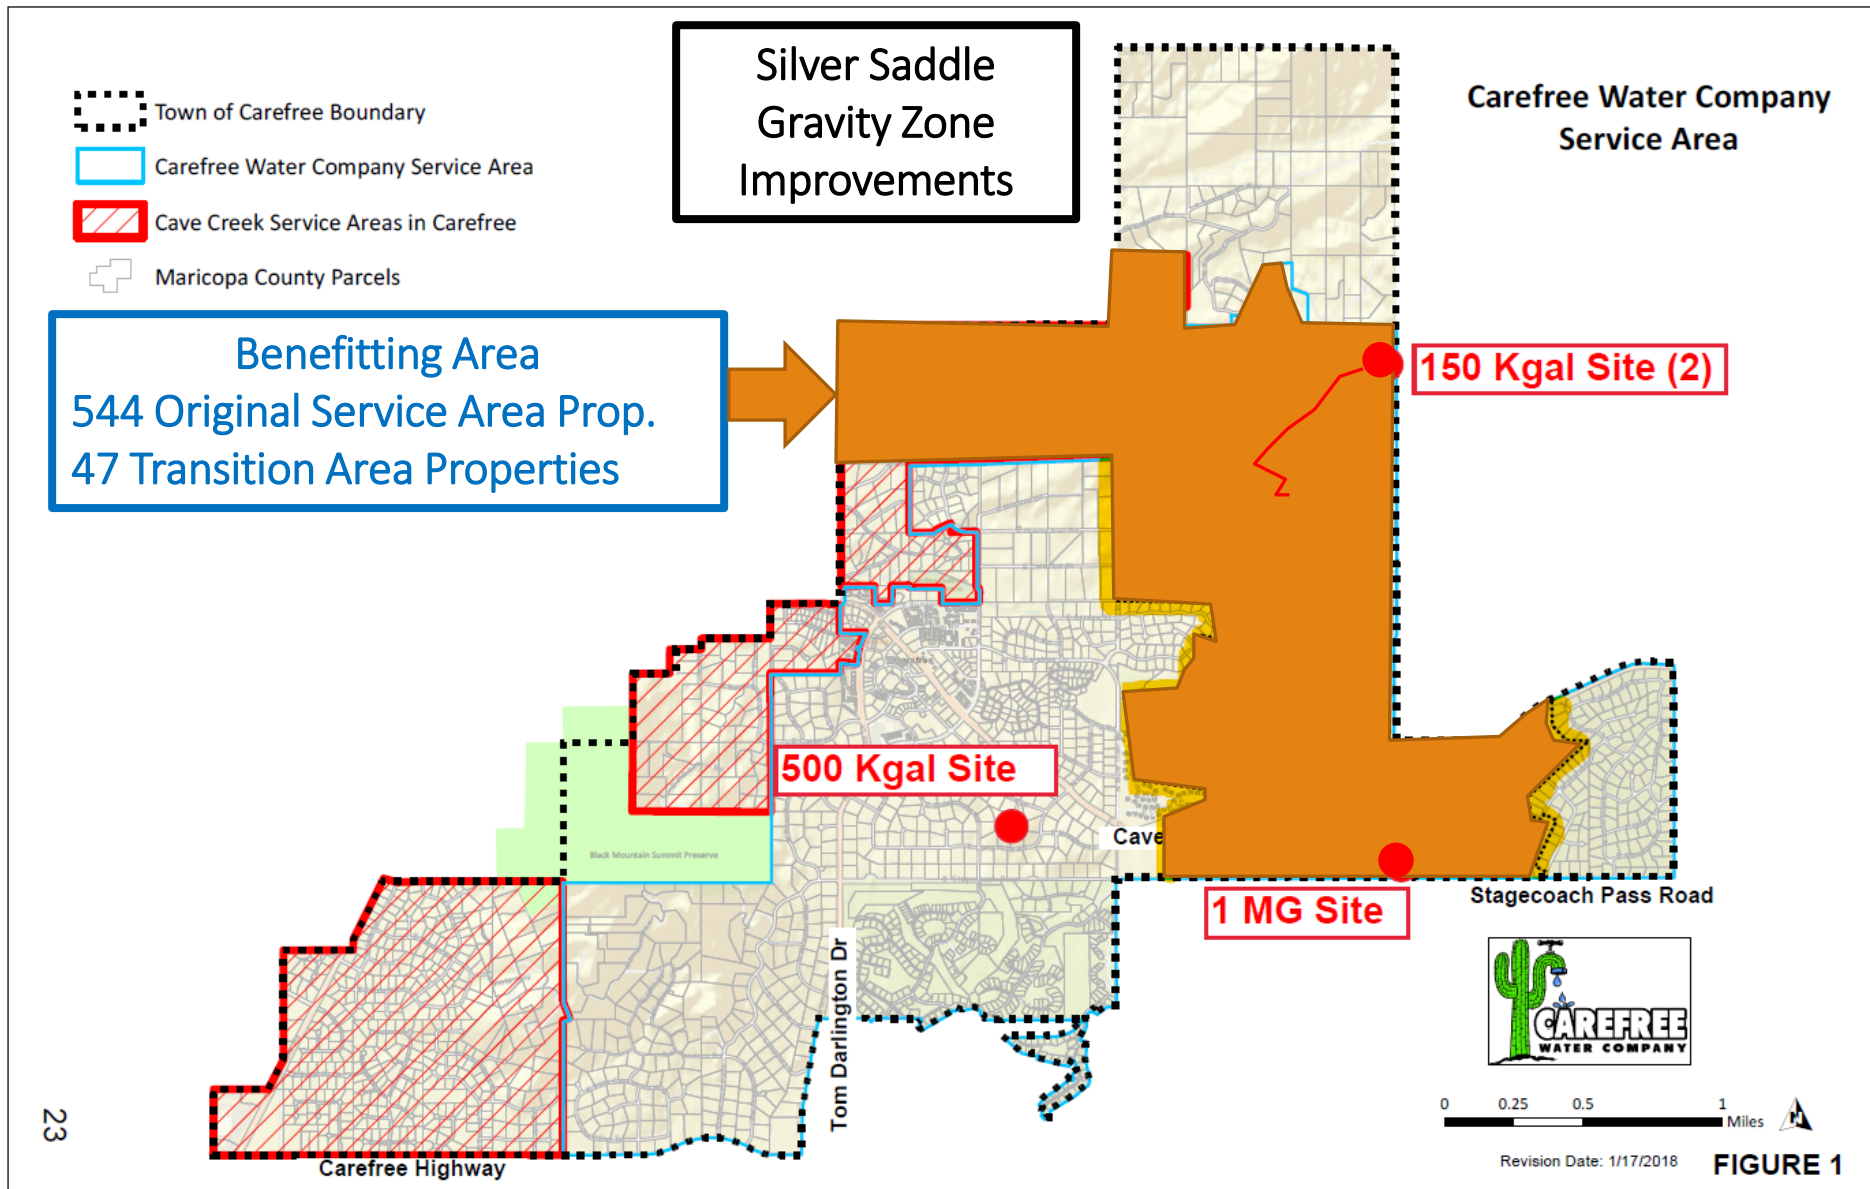 Silver Saddle
Gravity Zone
Improvements
Carefree Water Company
Service Area
Town of Carefree Boundary
Carefree Water Company Service Area
Cave Creek Service Areas in Carefree
Maricopa County Parcels
Benefitting Area
544 Original Service Area Prop.
47 Transition Area Properties
150 Kgal Site (2)
500 Kgal Site
Cave
Black Mountain Summit Preserve
1 MG Site
Stagecoach Pass Road
Tom Darlington Dr
CAREFREE
WATER COMPANY
0 0.25 0.5 1
Miles
Carefree Highway
Revision Date: 1/17/2018
FIGURE 1
23